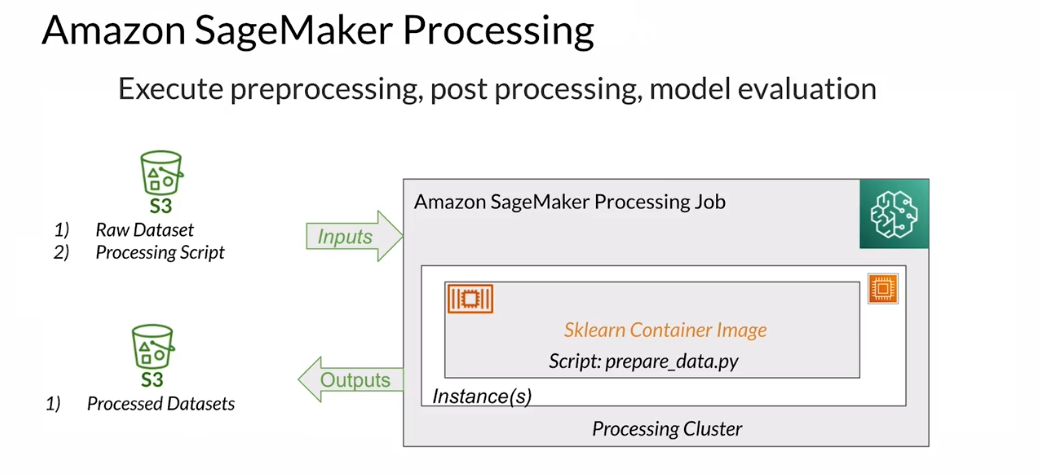 Amazon SageMaker Processing
Execute preprocessing, post processing, model evaluation
S3
1) Raw Dataset
2) Processing Script
Inputs
Amazon SageMaker Processing Job
Sklearn Container Image
Script: prepare_data.py
Instance(s)
Processing Cluster
S3
1) Processed Datasets
Outputs